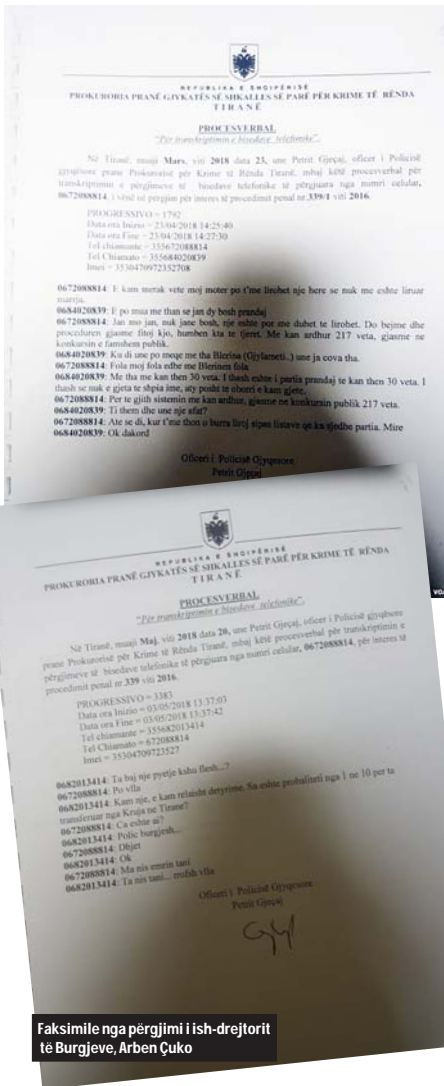 REPUBLIKA E SHQIPËRISË
PROKURORIA PRANË GJYKATËS SË SHKALLËS SË PARË PËR KRIME TË RËNDA
TIRANË
PROCESVERBAL
"Për transkriptimin e bisedave telefonike".
Në Tiranë, muaji Mars, viti 2018 data 23, une Petrit Gjeçaj, oficer i Policisë
gjyqësore prane Prokurorisë për Krime të Rënda Tiranë, mbaj këtë procesverbal për
transkriptimin e përgjimeve të bisedave telefonike të përgjuara nga numri celular,
0672088814, i vënë në përgjim për interes të procedimit penal nr.339/1 viti 2016.
PROGRESSIVO = 1792
Data ora Inizio = 23/04/2018 14:25:40
Data ora Fine = 23/04/2018 14:27:30
Tel chiamante = 355672088814
Tel Chiamato = 355684020839
Imei = 3530470972352708
0672088814: E kam merak vete moj moter po t'me lirohet nje here se nuk me eshte liruar
murrja.
0684020839: E po mua me than se jan dy bosh prandaj
0672088814: Jan mo jan, nuk jane bosh, nje eshte por me duhet te lirohet. Do bejme dhe
proceduren gjasme fitoj kjo, humben kta te tjeret. Me kan ardhur 217 veta, gjasme ne
konkursin e famshem publik.
0684020839: Ku di une po moqe me tha Blerina (Gjylameti..) une ja cova tha.
0672088814: Fola moj fola edhe me Blerinen fola
0684020839: Me tha me kan then 30 veta. I thash eshte i partis prandaj te kan then 30 veta. I
thash se nuk e gjeta te shpia ime, aty posht te oborri e kam gjete.
0672088814: Per te gjith sistemin me kan ardhur, gjasme ne konkursin publik 217 veta.
0684020839: Ti them dhe une nje sfat?
0672088814: Ate se di, kur t'me thon u hurra liroj sipas listave qe ka sjedhe partia. Mire
0684020839: Ok dakord
Oficeri i Policisë Gjyqesore
Petrit Gjeçaj
REPUBLIKA E SHQIPËRISË
PROKURORIA PRANË GJYKATËS SË SHKALLËS SË PARË PËR KRIME TË RËNDA
TIRANË
PROCESVERBAL
"Për transkriptimin e bisedave telefonike".
Në Tiranë, muaji Maj, viti 2018 data 20, une Petrit Gjeçaj, oficer i Policisë gjyqësore
prane Prokurorisë për Krime të Rënda Tiranë, mbaj këtë procesverbal për transkriptimin e
përgjimeve të bisedave telefonike të përgjuara nga numri celular, 0672088814, për interes të
procedimit penal nr 339 viti 2016.
PROGRESSIVO = 3383
Data ora Inizio = 03/05/2018 13:37:03
Data ora Fine = 03/05/2018 13:37:42
Tel chiamante = 355682013414
Tel Chiamato = 672088814
Imei = 35304709723527
0682013414: Ta baj nje pyetje kshu flesh...?
0672088814: Po vlla
0682013414: Kam nje, e kam relaisht detyrime. Sa eshte probaliteti nga 1 ne 10 per ta
transferuar nga Kruja ne Tirane?
0672088814: Ca eshte ai?
0682013414: Polic burgjesh...
0672088814: Dhjet
0682013414: Ok
0672088814: Ma nis emrin tani
0682013414: Ta nis tani... rrofsh vlla
Oficeri i Policisë Gjyqesore
Petrit Gjeçaj
Faksimile nga përgjimi i ish-drejtorit
të Burgjeve, Arben Çuko